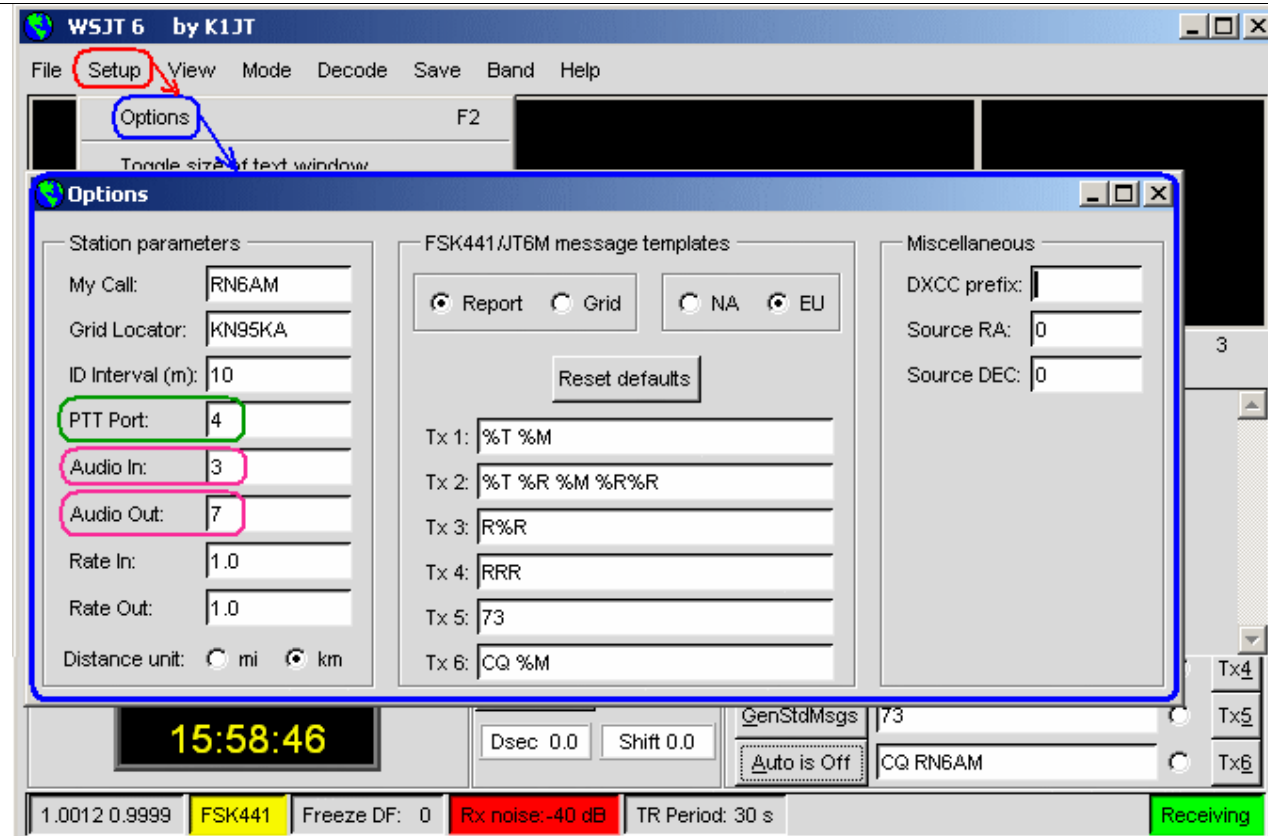 WSJT 6 by K1JT
File Setup View Mode Decode Save Band Help
Options F2
Toggle size of text window
Options
Station parameters
My Call: RN6AM
Grid Locator: KN95KA
ID Interval (m): 10
PTT Port: 4
Audio In: 3
Audio Out: 7
Rate In: 1.0
Rate Out: 1.0
Distance unit: mi km
FSK441/JT6M message templates
Report Grid NA EU
Reset defaults
Tx 1: %T %M
Tx 2: %T %R %M %R%R
Tx 3: R%R
Tx 4: RRR
Tx 5: 73
Tx 6: CQ %M
Miscellaneous
DXCC prefix:
Source RA: 0
Source DEC: 0
3
Tx4
15:58:46
Dsec 0.0 Shift 0.0
GenStdMsgs 73 Tx5
Auto is Off CQ RN6AM Tx6
1.0012 0.9999 FSK441 Freeze DF: 0 Rx noise:-40 dB TR Period: 30 s Receiving